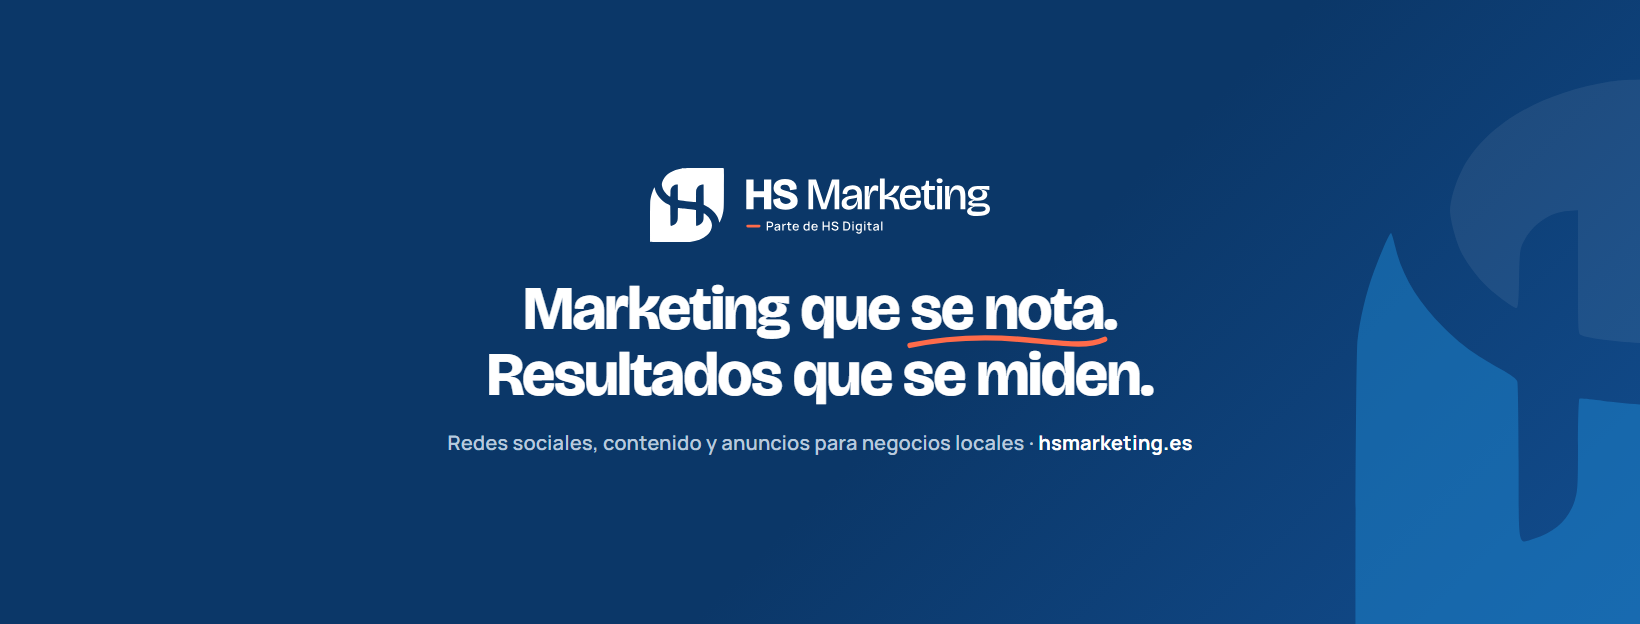 HS Marketing
Parte de HS Digital
Marketing que se nota.
Resultados que se miden.
Redes sociales, contenido y anuncios para negocios locales · hsmarketing.es